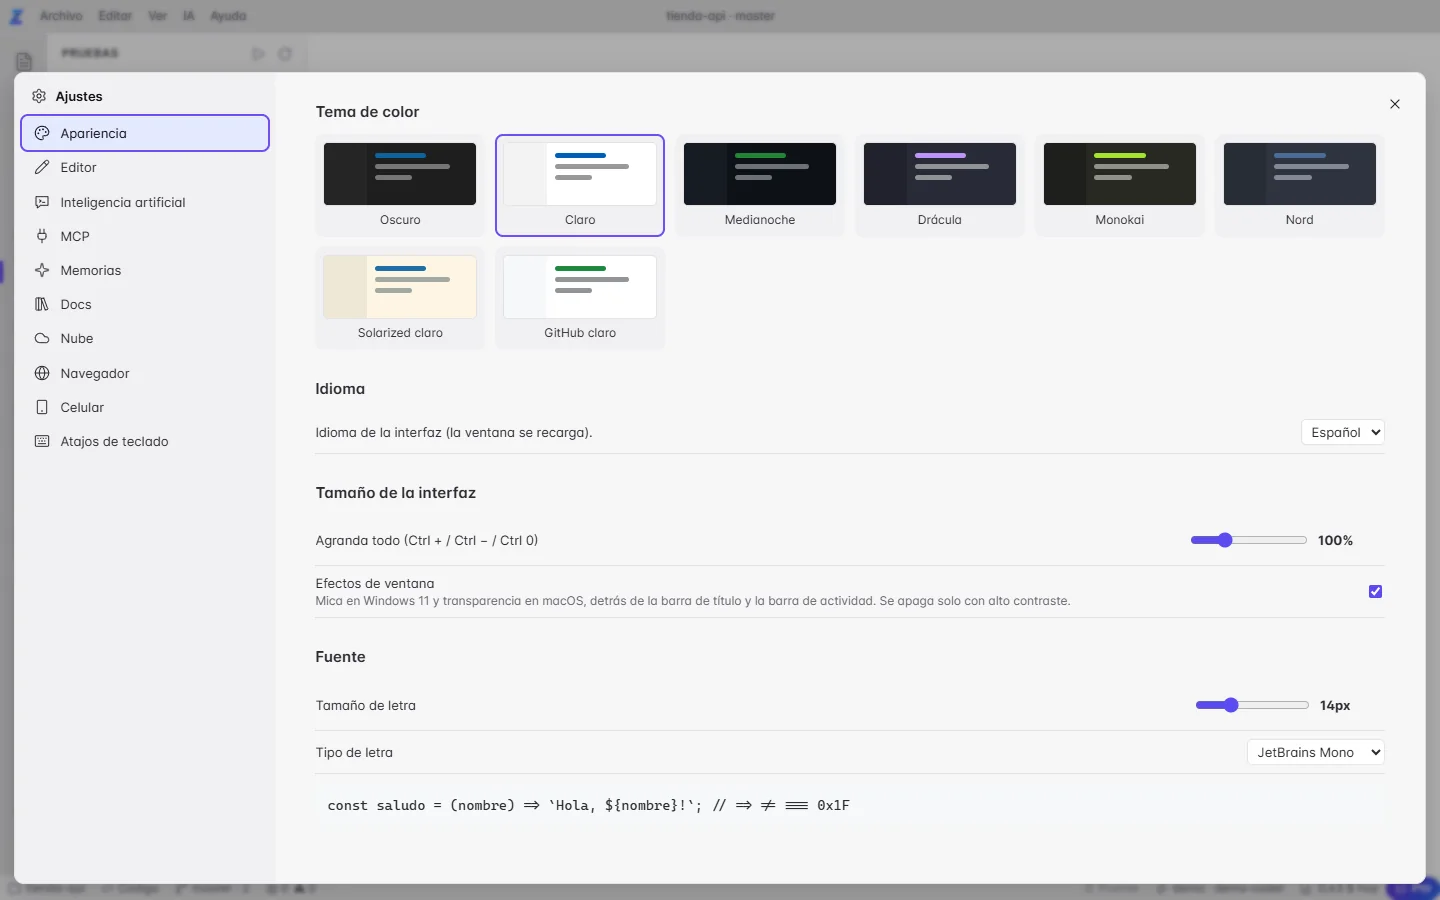 Archivo Editar Ver IA Ayuda
tienda-api - master
PRUEBAS
Ajustes
Apariencia
Editor
Inteligencia artificial
MCP
Memorias
Docs
Nube
Navegador
Celular
Atajos de teclado
Tema de color
Oscuro
Claro
Medianoche
Drácula
Monokai
Nord
Solarized claro
GitHub claro
Idioma
Idioma de la interfaz (la ventana se recarga).
Español
Tamaño de la interfaz
Agranda todo (Ctrl + / Ctrl − / Ctrl 0)
100%
Efectos de ventana
Mica en Windows 11 y transparencia en macOS, detrás de la barra de título y la barra de actividad. Se apaga solo con alto contraste.
Fuente
Tamaño de letra
14px
Tipo de letra
JetBrains Mono
const saludo = (nombre) => `Hola, ${nombre}!`; // => ≠ ≡ 0x1F